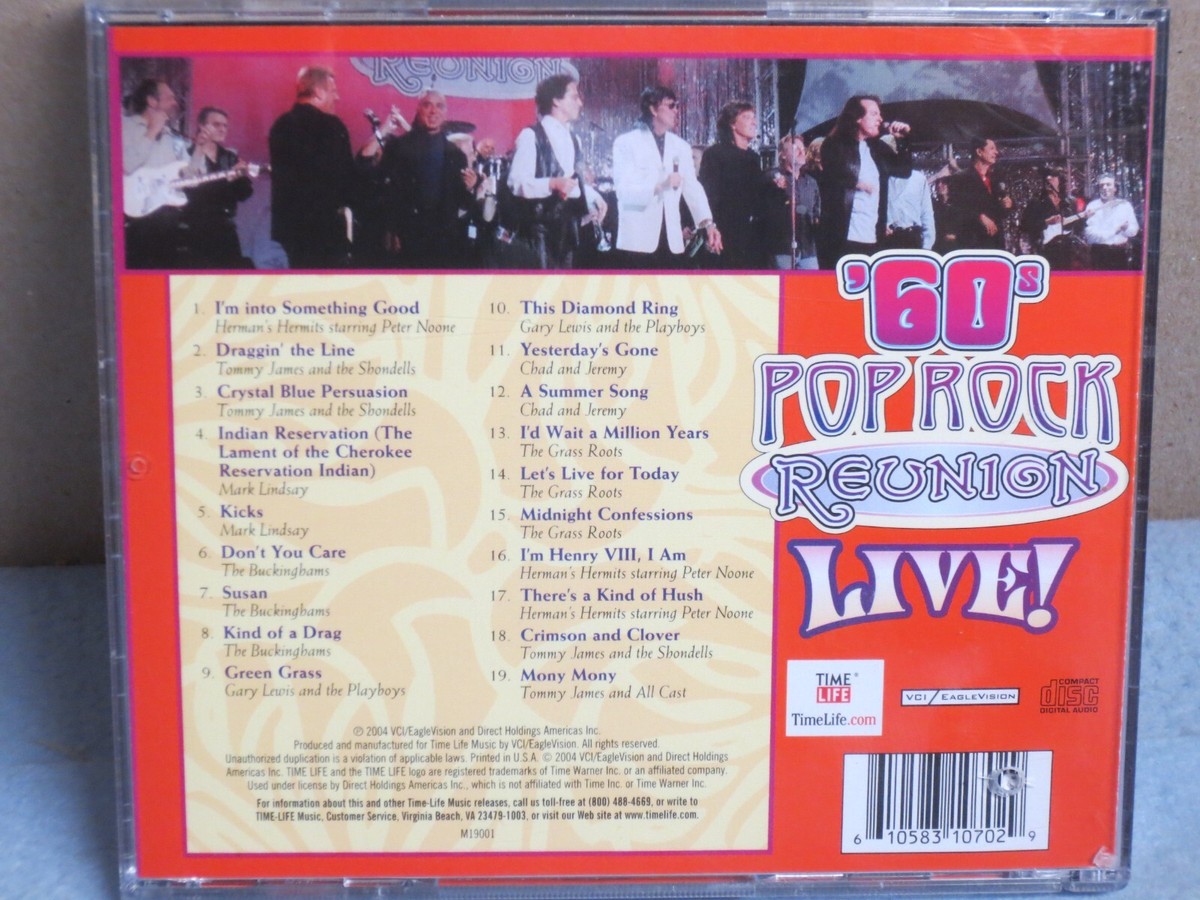 REUNION
1. I'm into Something Good
Herman's Hermits starring Peter Noone
2. Draggin' the Line
Tommy James and the Shondells
3. Crystal Blue Persuasion
Tommy James and the Shondells
4. Indian Reservation (The
Lament of the Cherokee
Reservation Indian)
Mark Lindsay
5. Kicks
Mark Lindsay
6. Don't You Care
The Buckinghams
7. Susan
The Buckinghams
8. Kind of a Drag
The Buckinghams
9. Green Grass
Gary Lewis and the Playboys
10. This Diamond Ring
Gary Lewis and the Playboys
11. Yesterday's Gone
Chad and Jeremy
12. A Summer Song
Chad and Jeremy
13. I'd Wait a Million Years
The Grass Roots
14. Let's Live for Today
The Grass Roots
15. Midnight Confessions
The Grass Roots
16. I'm Henry VIII, I Am
Herman's Hermits starring Peter Noone
17. There's a Kind of Hush
Herman's Hermits starring Peter Noone
18. Crimson and Clover
Tommy James and the Shondells
19. Mony Mony
Tommy James and All Cast
℗ 2004 VCI/EagleVision and Direct Holdings Americas Inc.
Produced and manufactured for Time Life Music by VCI/EagleVision. All rights reserved.
Unauthorized duplication is a violation of applicable laws. Printed in U.S.A. © 2004 VCI/EagleVision and Direct Holdings
Americas Inc. TIME LIFE and the TIME LIFE logo are registered trademarks of Time Warner Inc. or an affiliated company.
Used under license by Direct Holdings Americas Inc., which is not affiliated with Time Inc. or Time Warner Inc.
For information about this and other Time-Life Music releases, call us toll-free at (800) 488-4669, or write to
TIME-LIFE Music, Customer Service, Virginia Beach, VA 23479-1003, or visit our Web site at www.timelife.com.
M19001
'60s
POP ROCK
REUNION
LIVE!
TIME®
LIFE
TimeLife.com
VCI/EAGLEVISION
COMPACT
disc
DIGITAL AUDIO
6 10583 10702 9